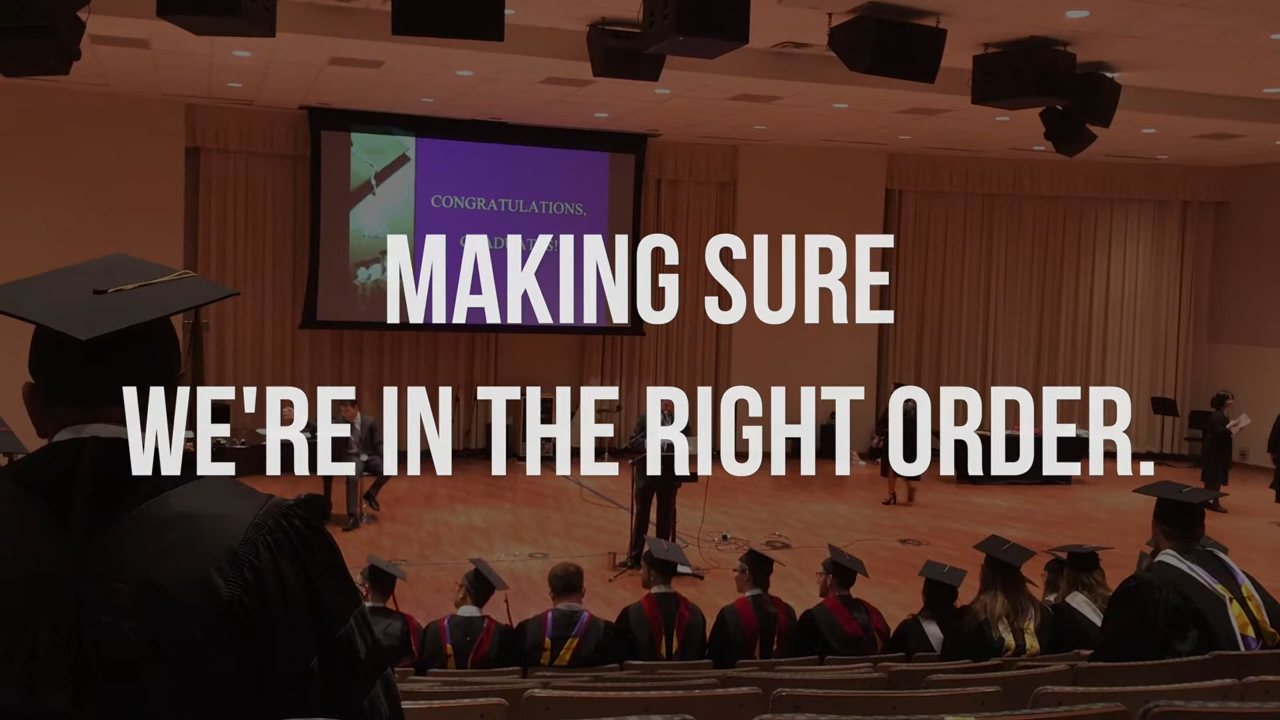 CONGRATULATIONS,
MAKING SURE
WE'RE IN THE RIGHT ORDER.